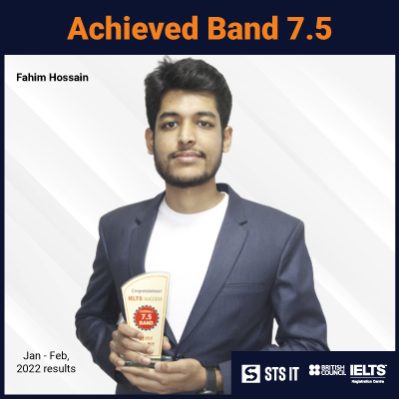 Achieved Band 7.5
Fahim Hossain
Congratulations!
IELTS SUCCESS
7.5
BAND
Jan - Feb,
2022 results
STS IT
BRITISH
COUNCIL
IELTS
Registration Centre